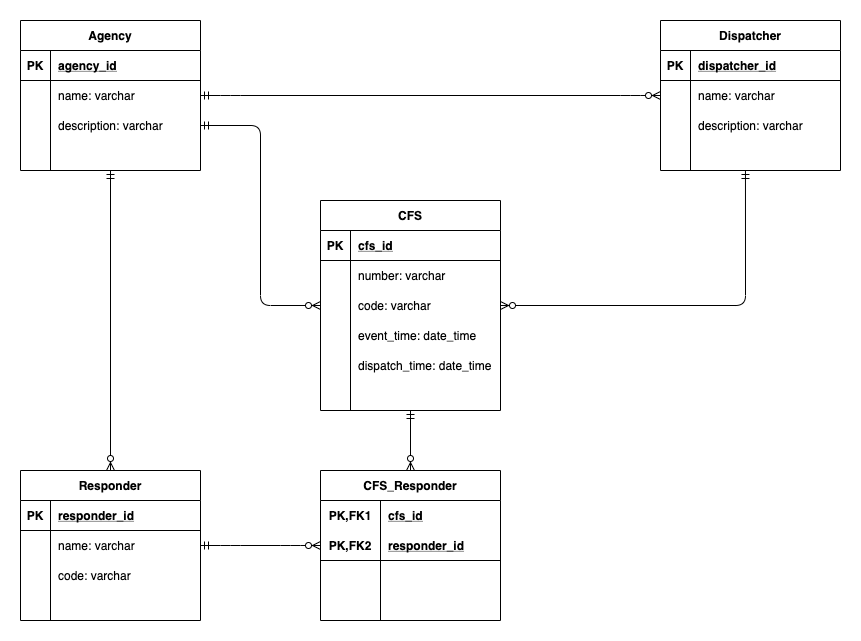 Agency
PK agency_id
name: varchar
description: varchar
Dispatcher
PK dispatcher_id
name: varchar
description: varchar
CFS
PK cfs_id
number: varchar
code: varchar
event_time: date_time
dispatch_time: date_time
Responder
PK responder_id
name: varchar
code: varchar
CFS_Responder
PK,FK1 cfs_id
PK,FK2 responder_id